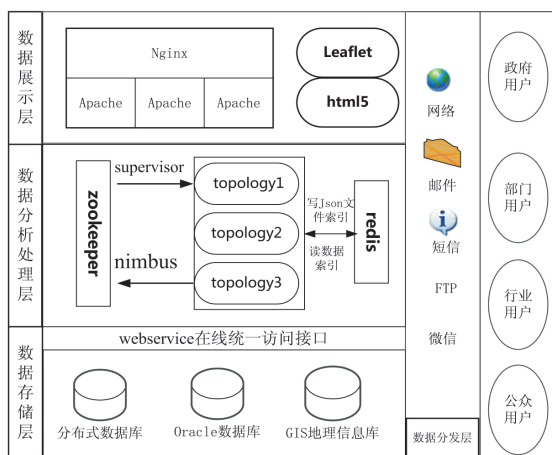 数据展示层
Nginx
Apache
Apache
Apache
Leaflet
html5
数据分析处理层
zookeeper
supervisor
nimbus
topology1
topology2
topology3
写Json文
件索引
读数据
索引
redis
数据存储层
webservice在线统一访问接口
分布式数据库
Oracle数据库
GIS地理信息库
网络
邮件
短信
FTP
微信
数据分发层
政府
用户
部门
用户
行业
用户
公众
用户